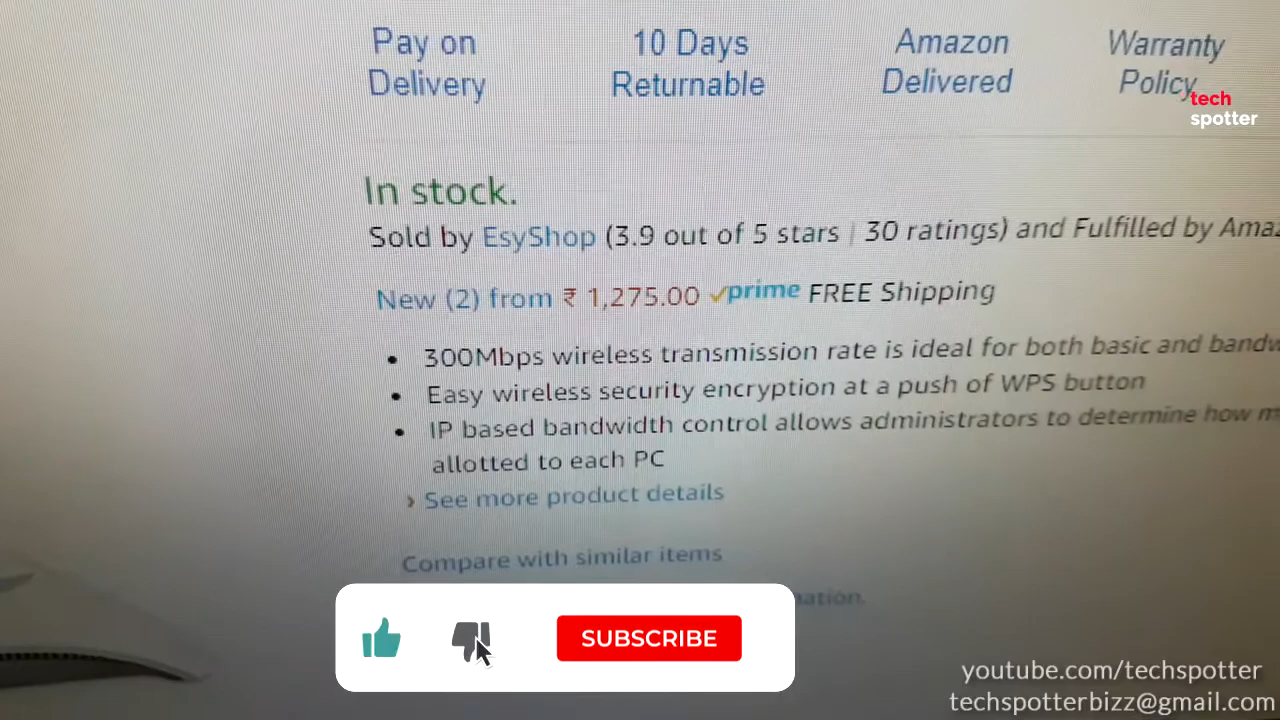 Pay on Delivery
10 Days Returnable
Amazon Delivered
Warranty Policy
tech
spotter
In stock.
Sold by EsyShop (3.9 out of 5 stars | 30 ratings) and Fulfilled by
New (2) from ₹ 1,275.00 prime FREE Shipping
300Mbps wireless transmission rate is ideal for both basic and
Easy wireless security encryption at a push of WPS button
IP based bandwidth control allows administrators to determine how
allotted to each PC
› See more product details
Compare with similar items
SUBSCRIBE
youtube.com/techspotter
techspotterbizz@gmail.com